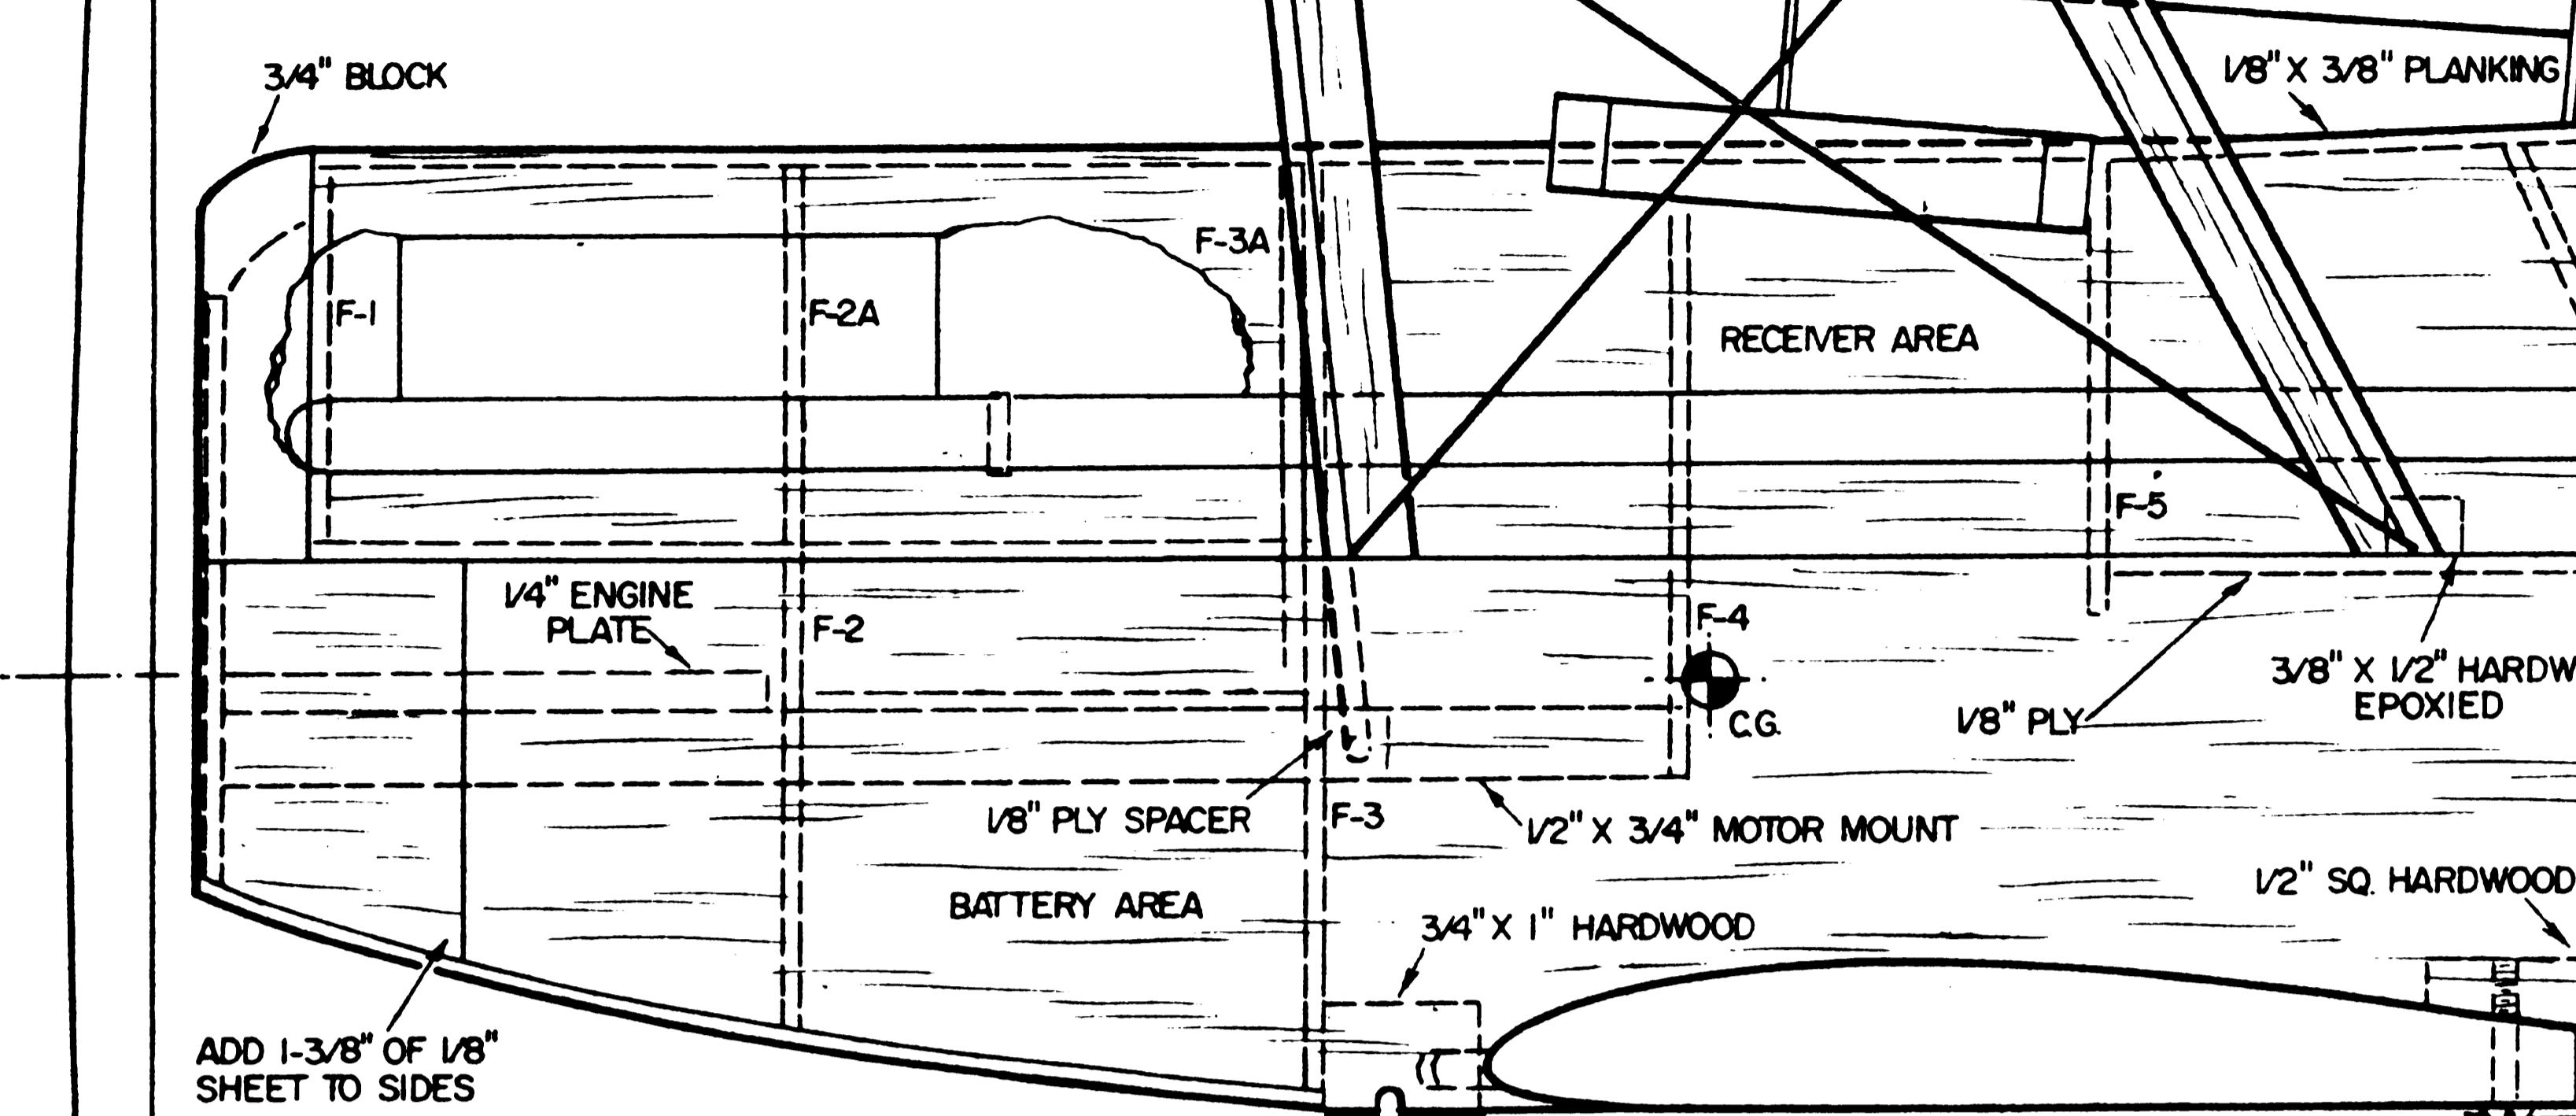 3/4" BLOCK
1/8" X 3/8" PLANKING
F-3A
F-1
F-2A
RECEIVER AREA
F-5
1/4" ENGINE
PLATE
F-2
F-4
3/8" X 1/2" HARDW
EPOXIED
C.G.
1/8" PLY
1/8" PLY SPACER
F-3
1/2" X 3/4" MOTOR MOUNT
1/2" SQ. HARDWOOD
BATTERY AREA
3/4" X 1" HARDWOOD
ADD 1-3/8" OF 1/8"
SHEET TO SIDES